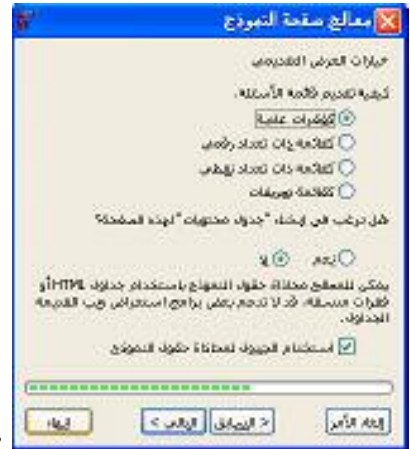 معالج صفحة النموذج
خيارات العرض التقديمي
كيفية تقديم قائمة الأسئلة.
كفقرات عادية
كقائمة ذات تعداد رقمي
كقائمة ذات تعداد نقطي
كقائمة تعريفات
هل ترغب في إنشاء "جدول محتويات" لهذه الصفحة؟
نعم
لا
يمكن للمعالج محاذاة حقول النموذج باستخدام جداول HTML أو
فقرات منسقة. قد لا تدعم بعض برامج استعراض ويب القديمة
الجداول.
استخدام الجدول لمحاذاة حقول النموذج
إلغاء الأمر
< السابق
التالي >
إنهاء